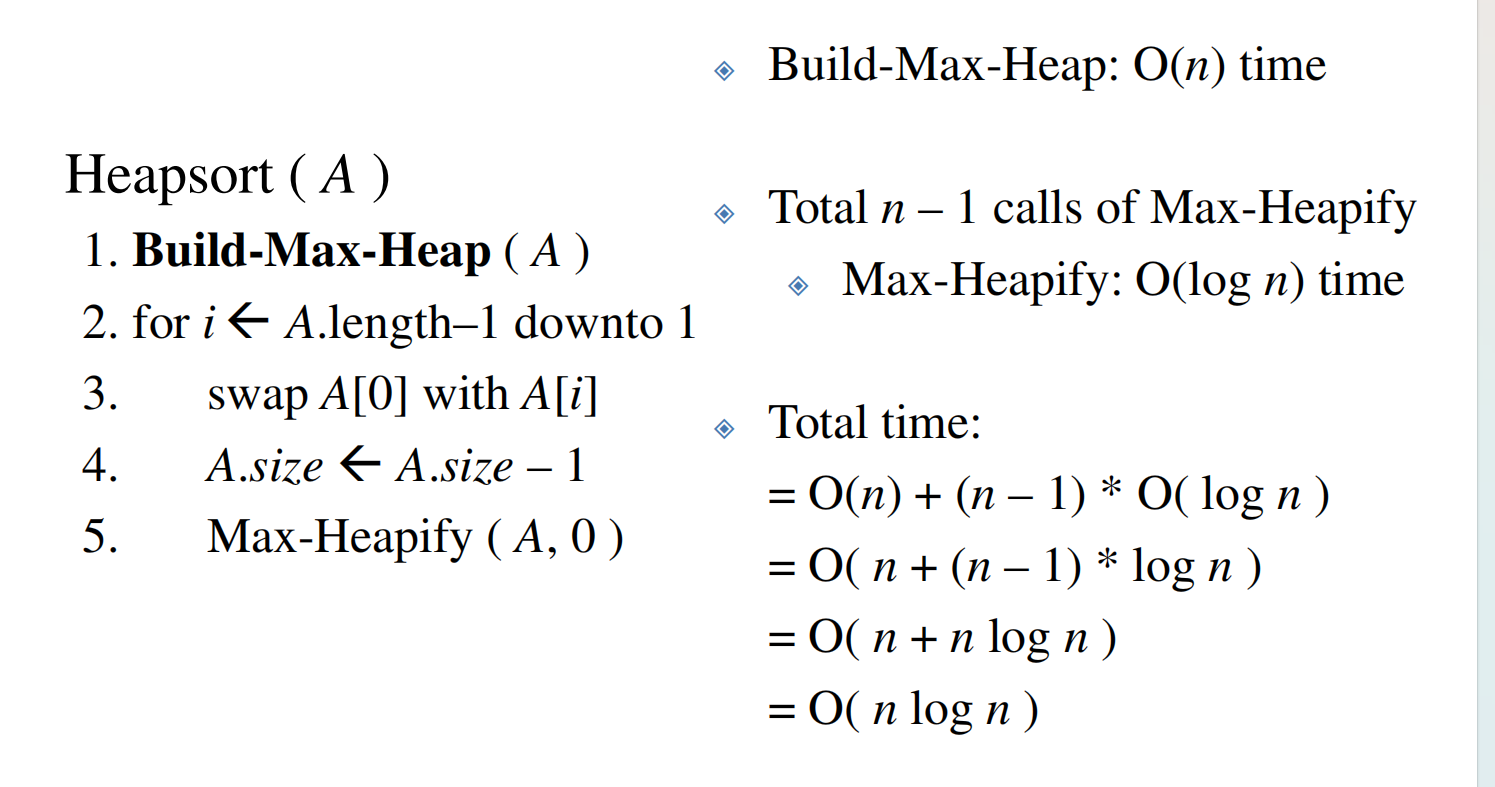 Heapsort ( A )
1. Build-Max-Heap ( A )
2. for i ← A.length–1 downto 1
3. swap A[0] with A[i]
4. A.size ← A.size – 1
5. Max-Heapify ( A, 0 )
Build-Max-Heap: O(n) time
Total n – 1 calls of Max-Heapify
Max-Heapify: O(log n) time
Total time:
= O(n) + (n – 1) * O( log n )
= O( n + (n – 1) * log n )
= O( n + n log n )
= O( n log n )